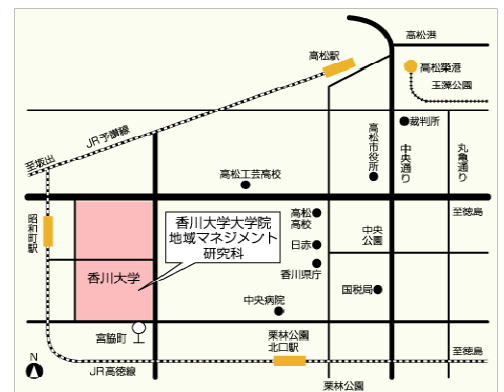 高松港
高松駅
高松築港
玉藻公園
JR予讃線
至坂出
裁判所
高松市役所
中央通り
丸亀通り
高松工芸高校
至徳島
昭和町駅
香川大学大学院
地域マネジメント
研究科
高松
高校
日赤
香川県庁
中央
公園
香川大学
国税局
中央病院
宮脇町
栗林公園
北口駅
至徳島
N
JR高徳線
栗林公園